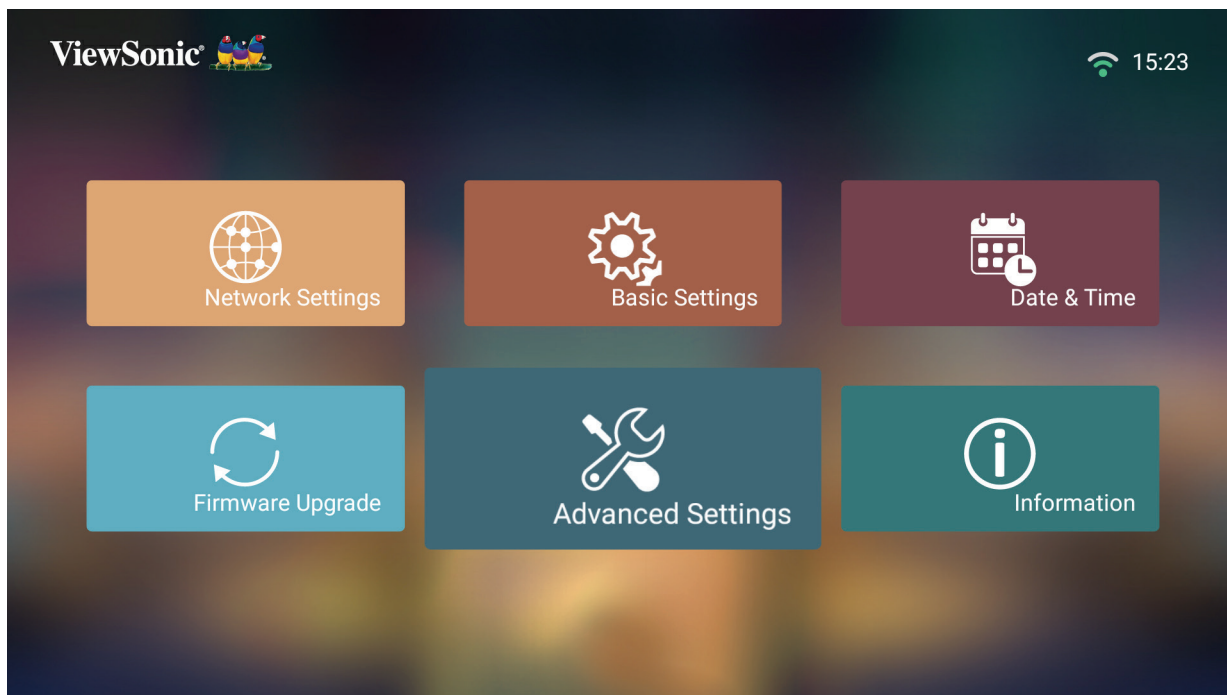 ViewSonic®
15:23
Network Settings
Basic Settings
Date & Time
Firmware Upgrade
Advanced Settings
Information